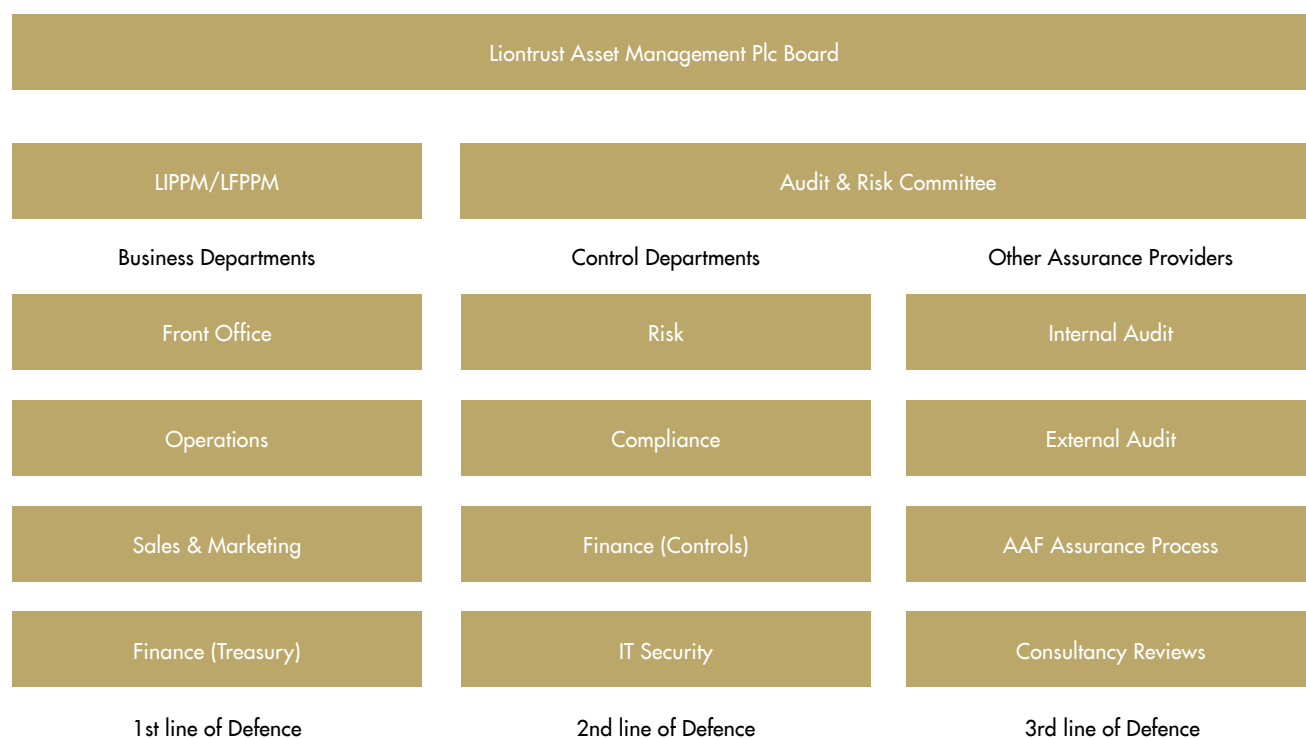 Liontrust Asset Management Plc Board
LIPPM/LFPPM
Audit & Risk Committee
Business Departments
Control Departments
Other Assurance Providers
Front Office
Risk
Internal Audit
Operations
Compliance
External Audit
Sales & Marketing
Finance (Controls)
AAF Assurance Process
Finance (Treasury)
IT Security
Consultancy Reviews
1st line of Defence
2nd line of Defence
3rd line of Defence